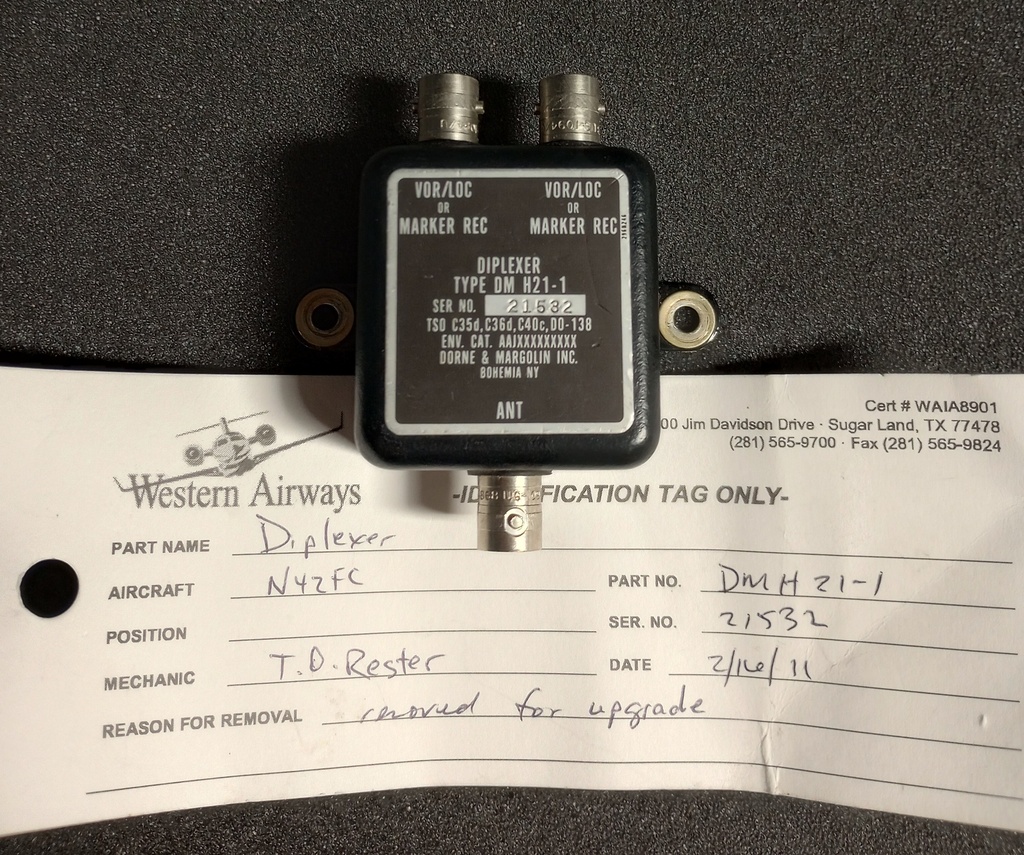 VOR/LOC
OR
MARKER REC
VOR/LOC
OR
MARKER REC
DIPLEXER
TYPE DM H21-1
SER NO. 21532
TSO C35d,C36d,C40c,DO-138
ENV. CAT. AAJXXXXXXXXX
DORNE & MARGOLIN INC.
BOHEMIA NY
ANT
Cert # WAIA8901
00 Jim Davidson Drive · Sugar Land, TX 77478
(281) 565-9700 · Fax (281) 565-9824
Western Airways
TAG ONLY-
PART NAME Diplexer
AIRCRAFT N42FC
PART NO. DM H 21-1
POSITION
SER. NO. 21532
MECHANIC T.D. Rester
DATE 2/16/11
REASON FOR REMOVAL removed for upgrade